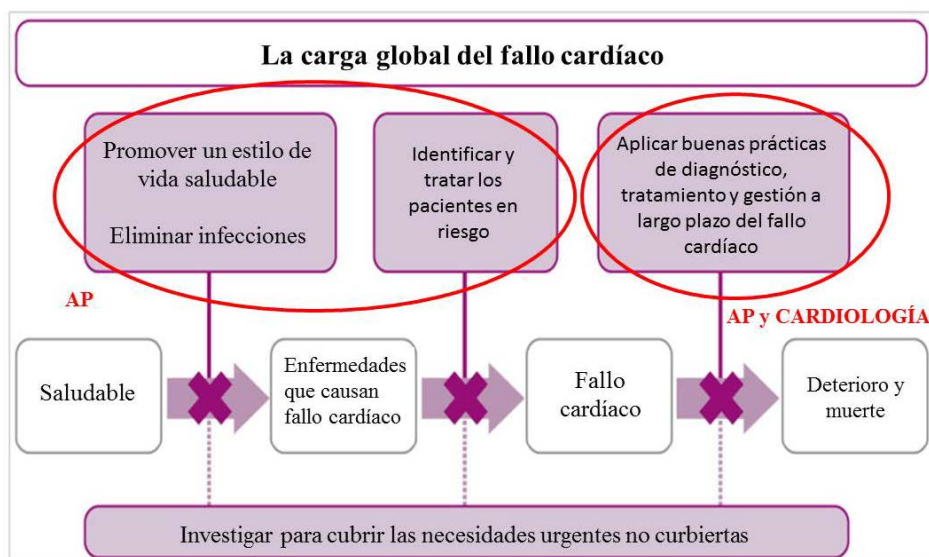 La carga global del fallo cardíaco
Promover un estilo de
vida saludable
Eliminar infecciones
Identificar y
tratar los
pacientes en
riesgo
Aplicar buenas prácticas
de diagnóstico,
tratamiento y gestión a
largo plazo del fallo
cardíaco
AP
AP y CARDIOLOGÍA
Saludable
Enfermedades
que causan
fallo cardíaco
Fallo
cardíaco
Deterioro y
muerte
Investigar para cubrir las necesidades urgentes no curbiertas